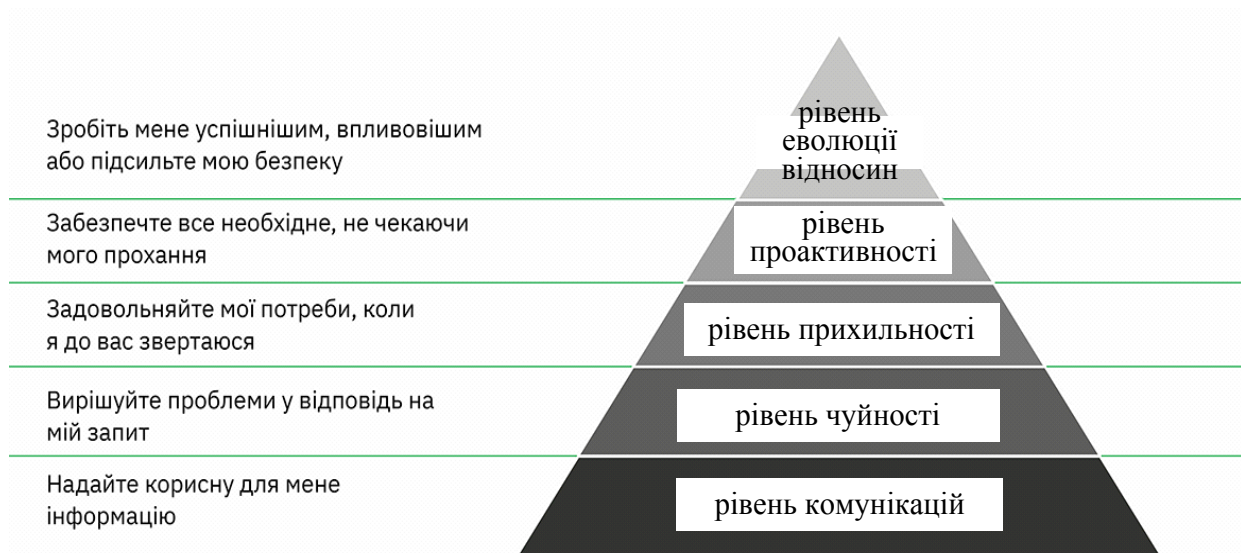 Зробіть мене успішнішим, впливовішим
або підсильте мою безпеку
рівень
еволюції
відносин
Забезпечте все необхідне, не чекаючи
мого прохання
рівень
проактивності
Задовольняйте мої потреби, коли
я до вас звертаюся
рівень прихильності
Вирішуйте проблеми у відповідь на
мій запит
рівень чуйності
Надайте корисну для мене
інформацію
рівень комунікацій